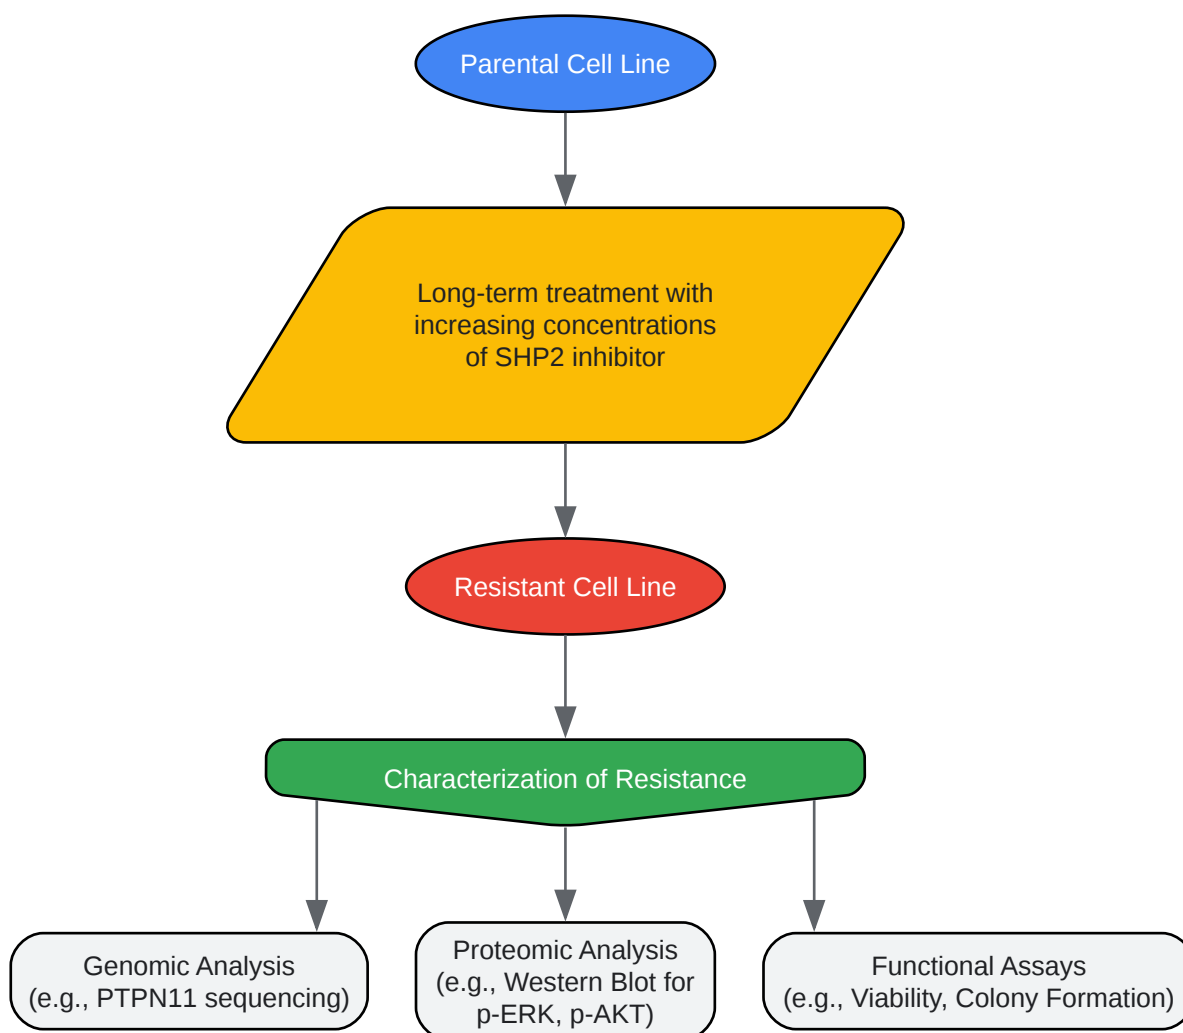 Parental Cell Line
Long-term treatment with
increasing concentrations
of SHP2 inhibitor
Resistant Cell Line
Characterization of Resistance
Genomic Analysis
(e.g., PTPN11 sequencing)
Proteomic Analysis
(e.g., Western Blot for
p-ERK, p-AKT)
Functional Assays
(e.g., Viability, Colony Formation)